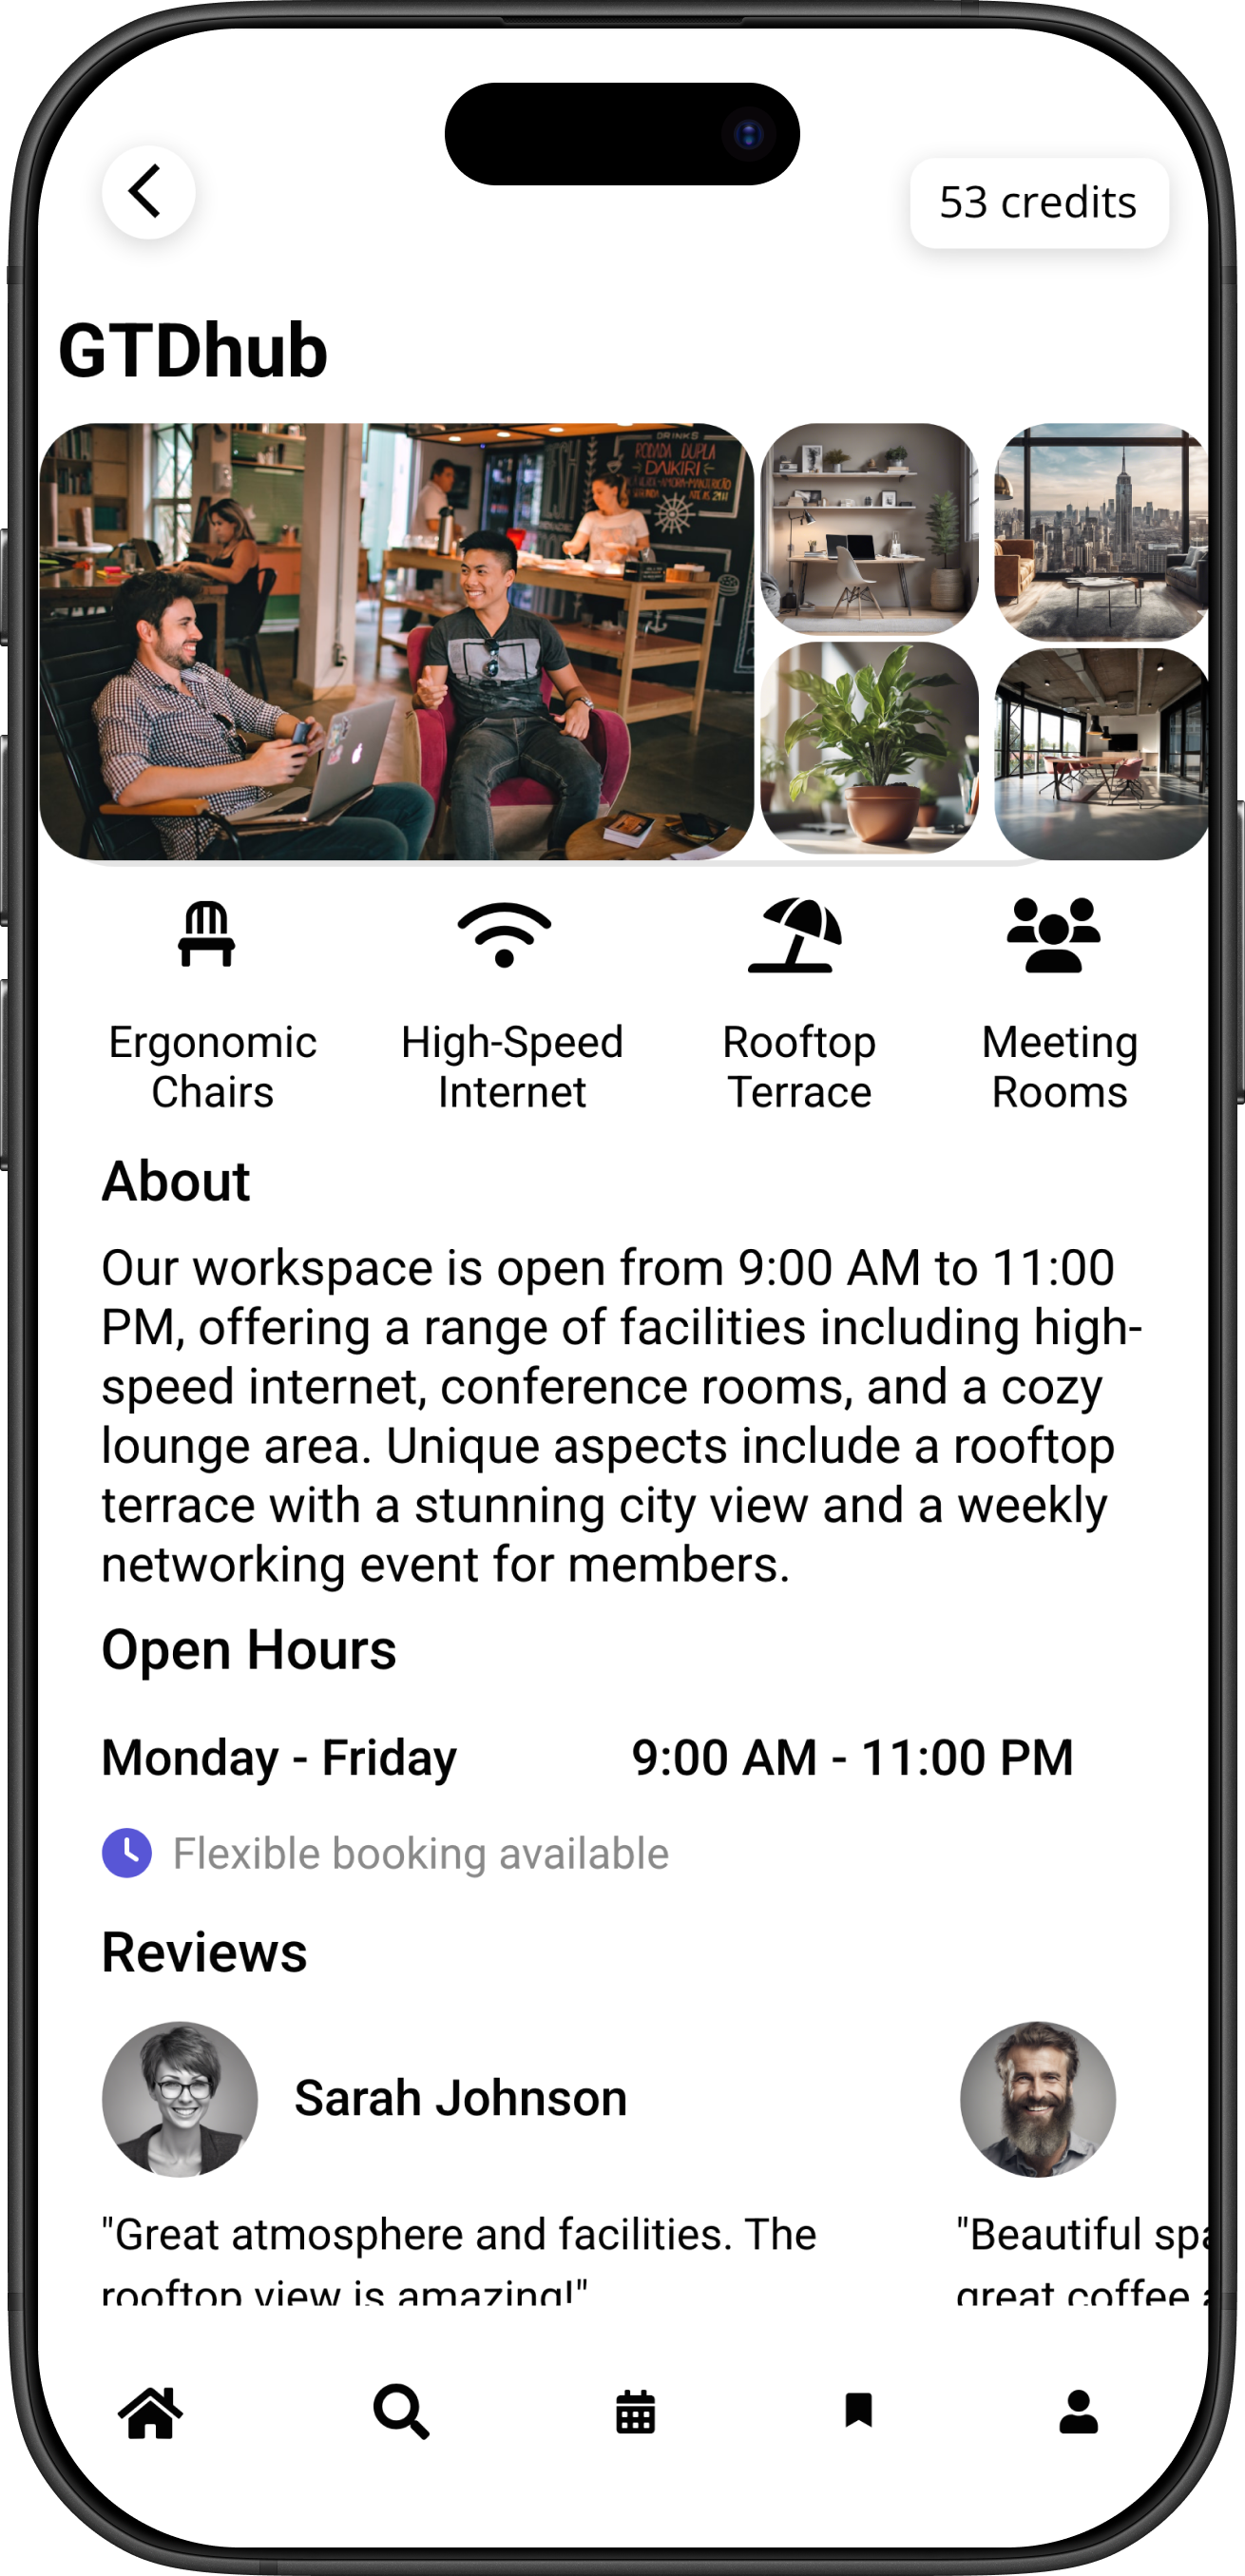 53 credits
GTDhub
DRINKS
RODADA DUPLA
DAIKIRI
Ergonomic
Chairs
High-Speed
Internet
Rooftop
Terrace
Meeting
Rooms
About
Our workspace is open from 9:00 AM to 11:00
PM, offering a range of facilities including high-
speed internet, conference rooms, and a cozy
lounge area. Unique aspects include a rooftop
terrace with a stunning city view and a weekly
networking event for members.
Open Hours
Monday - Friday
9:00 AM - 11:00 PM
Flexible booking available
Reviews
Sarah Johnson
"Great atmosphere and facilities. The
rooftop view is amazing!"
"Beautiful
great coffee